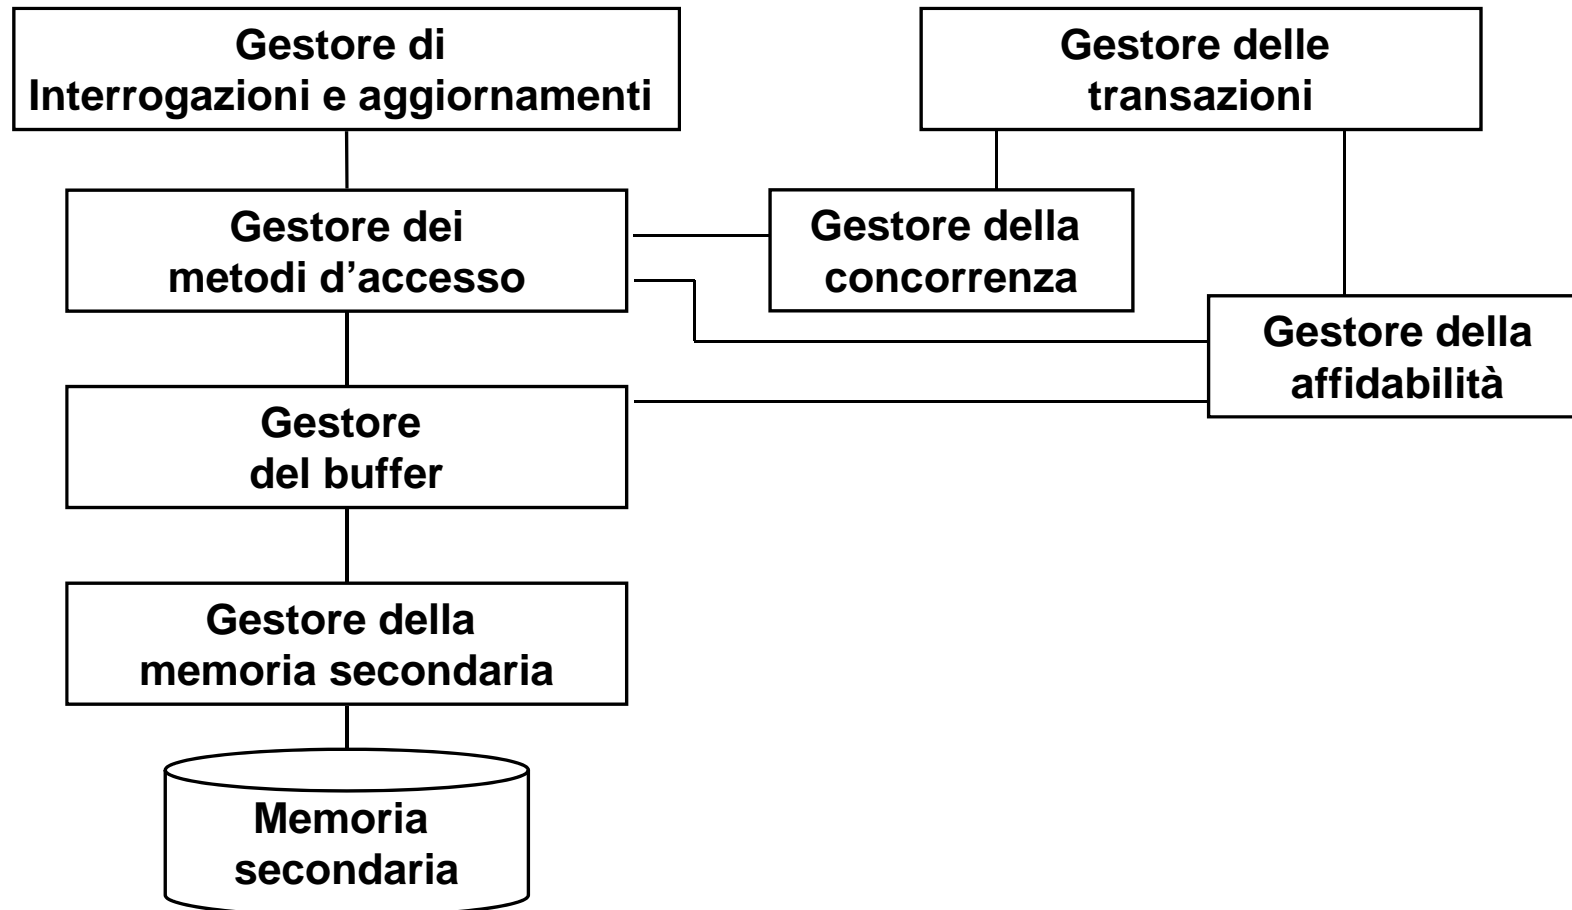 Gestore di
Interrogazioni e aggiornamenti
Gestore delle
transazioni
Gestore dei
metodi d’accesso
Gestore della
concorrenza
Gestore della
affidabilità
Gestore
del buffer
Gestore della
memoria secondaria
Memoria
secondaria